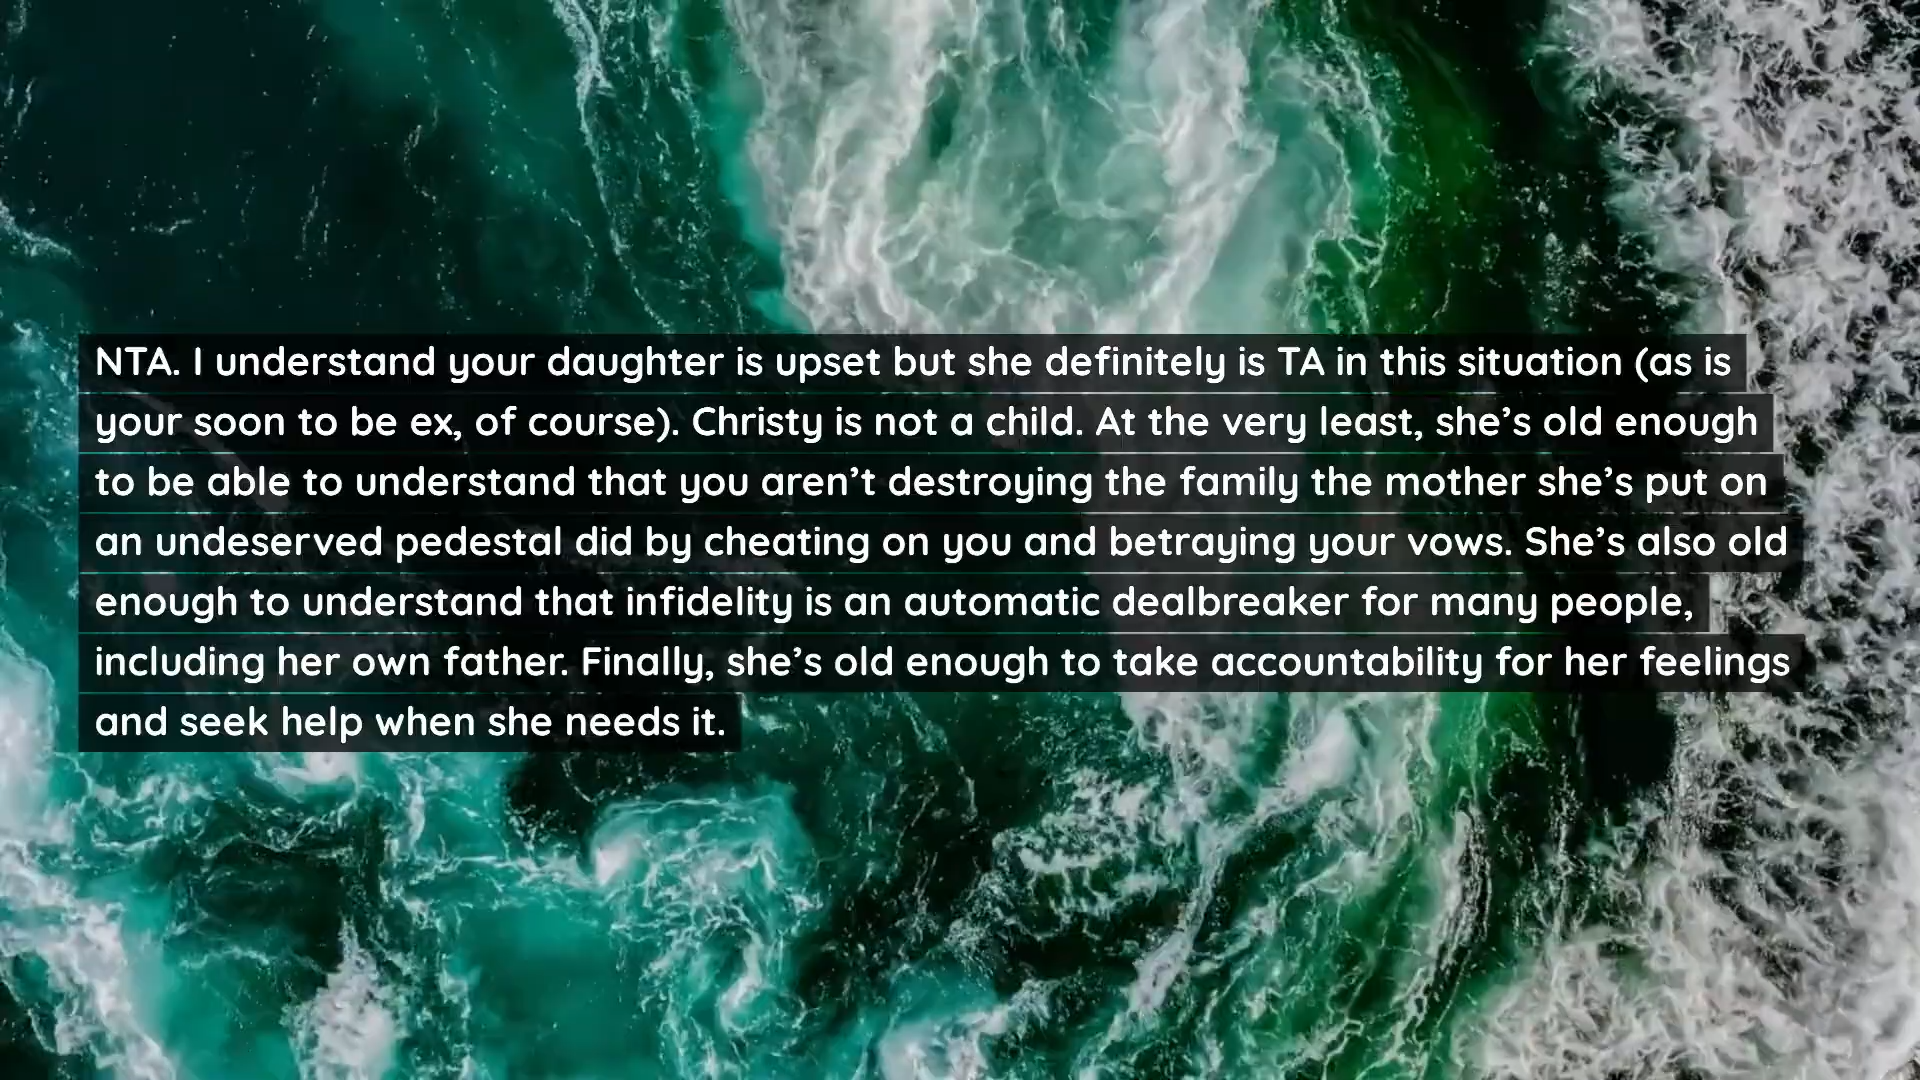 NTA. I understand your daughter is upset but she definitely is TA in this situation (as is
your soon to be ex, of course). Christy is not a child. At the very least, she’s old enough
to be able to understand that you aren’t destroying the family the mother she’s put on
an undeserved pedestal did by cheating on you and betraying your vows. She’s also old
enough to understand that infidelity is an automatic dealbreaker for many people,
including her own father. Finally, she’s old enough to take accountability for her feelings
and seek help when she needs it.